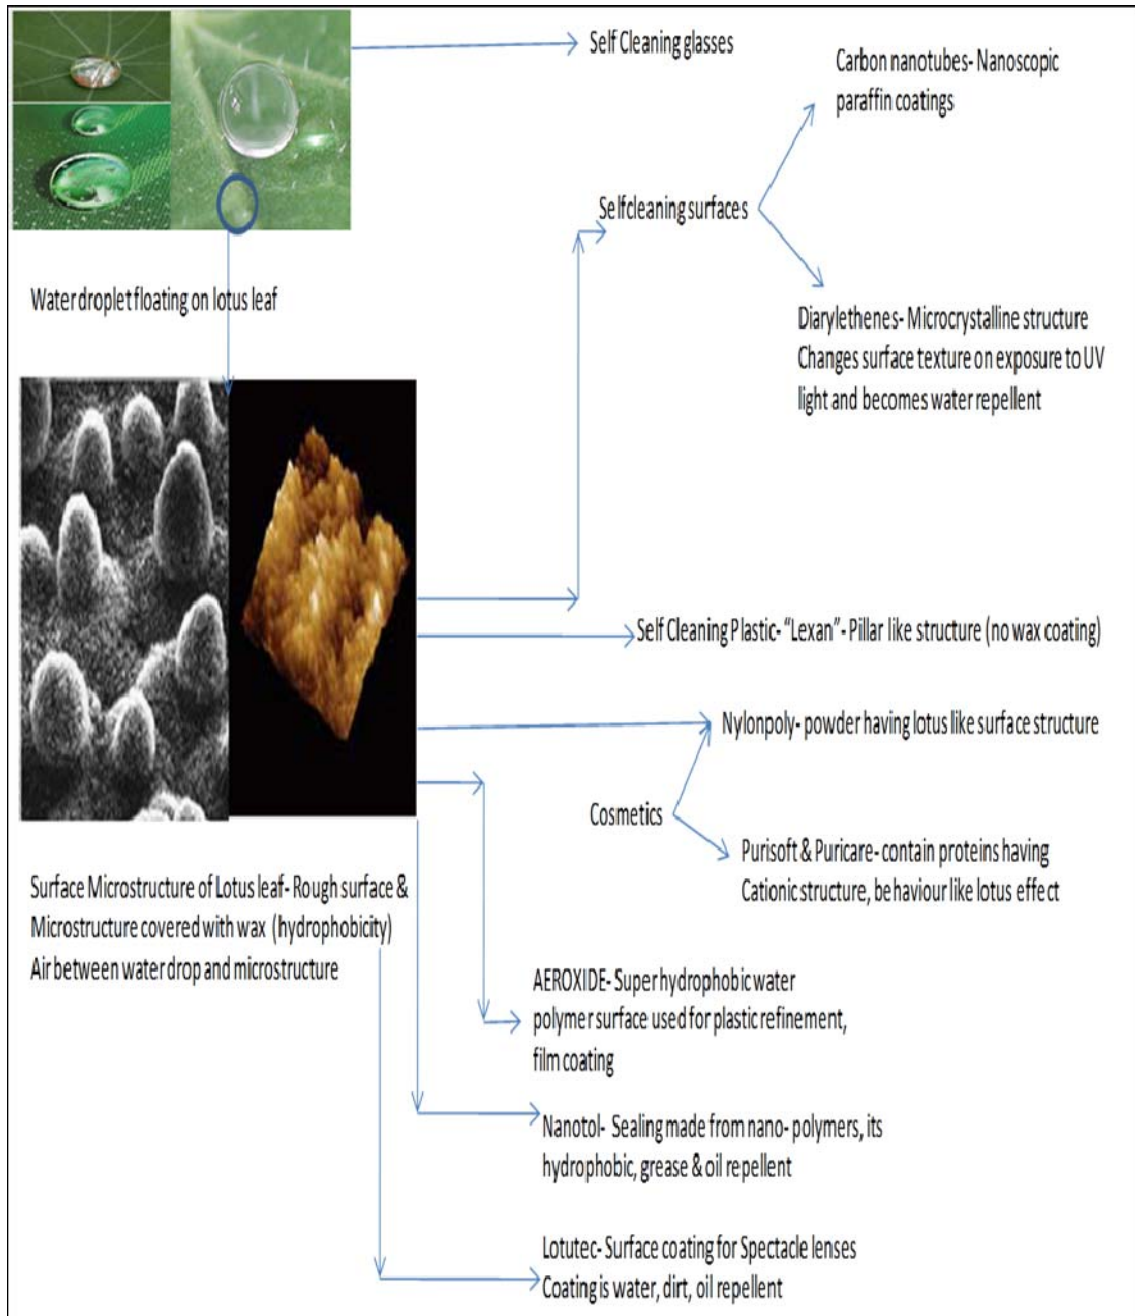 Self Cleaning glasses
Carbon nanotubes- Nanoscopic
paraffin coatings
Selfcleaning surfaces
Water droplet floating on lotus leaf
Diarylethenes- Microcrystalline structure
Changes surface texture on exposure to UV
light and becomes water repellent
Self Cleaning Plastic- “Lexan”- Pillar like structure (no wax coating)
Nylonpoly- powder having lotus like surface structure
Cosmetics
Purisoft & Puricare- contain proteins having
Cationic structure, behaviour like lotus effect
Surface Microstructure of Lotus leaf- Rough surface &
Microstructure covered with wax (hydrophobicity)
Air between water drop and microstructure
AEROXIDE- Super hydrophobic water
polymer surface used for plastic refinement,
film coating
Nanotol- Sealing made from nano- polymers, its
hydrophobic, grease & oil repellent
Lotutec- Surface coating for Spectacle lenses
Coating is water, dirt, oil repellent